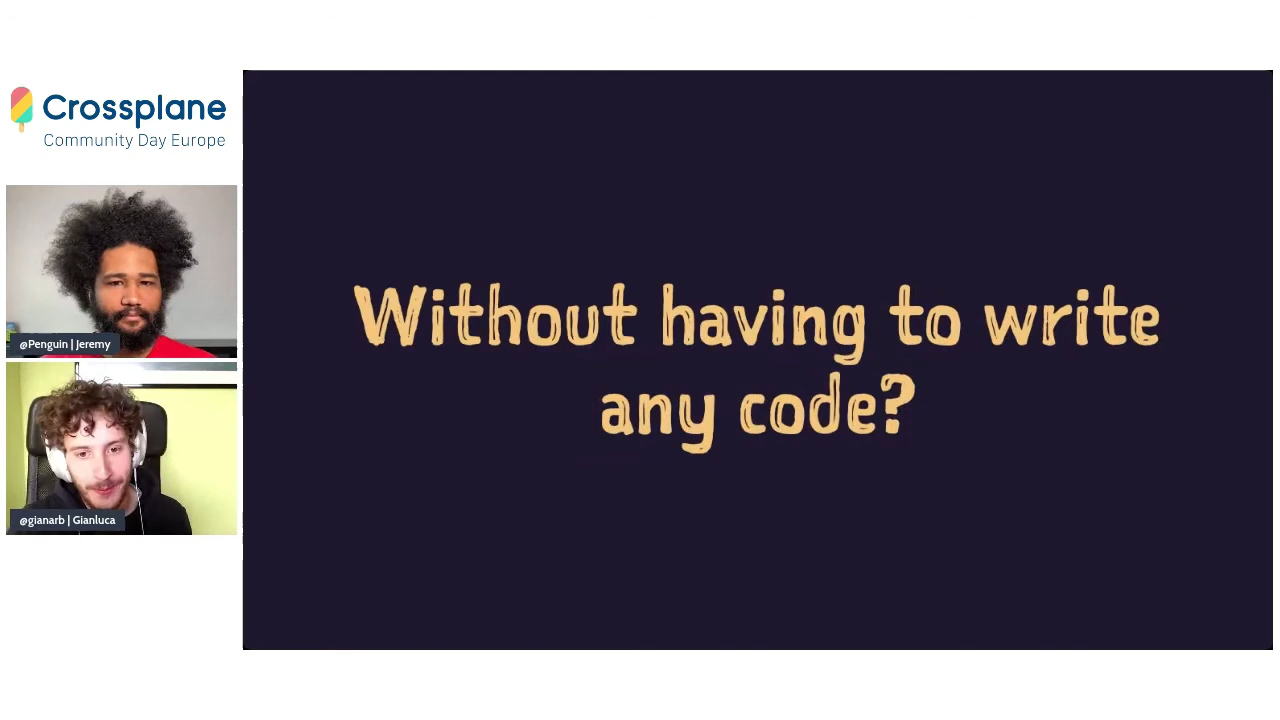 Crossplane
Community Day Europe
@Penguin | Jeremy
@gianarb | Gianluca
Without having to write
any code?